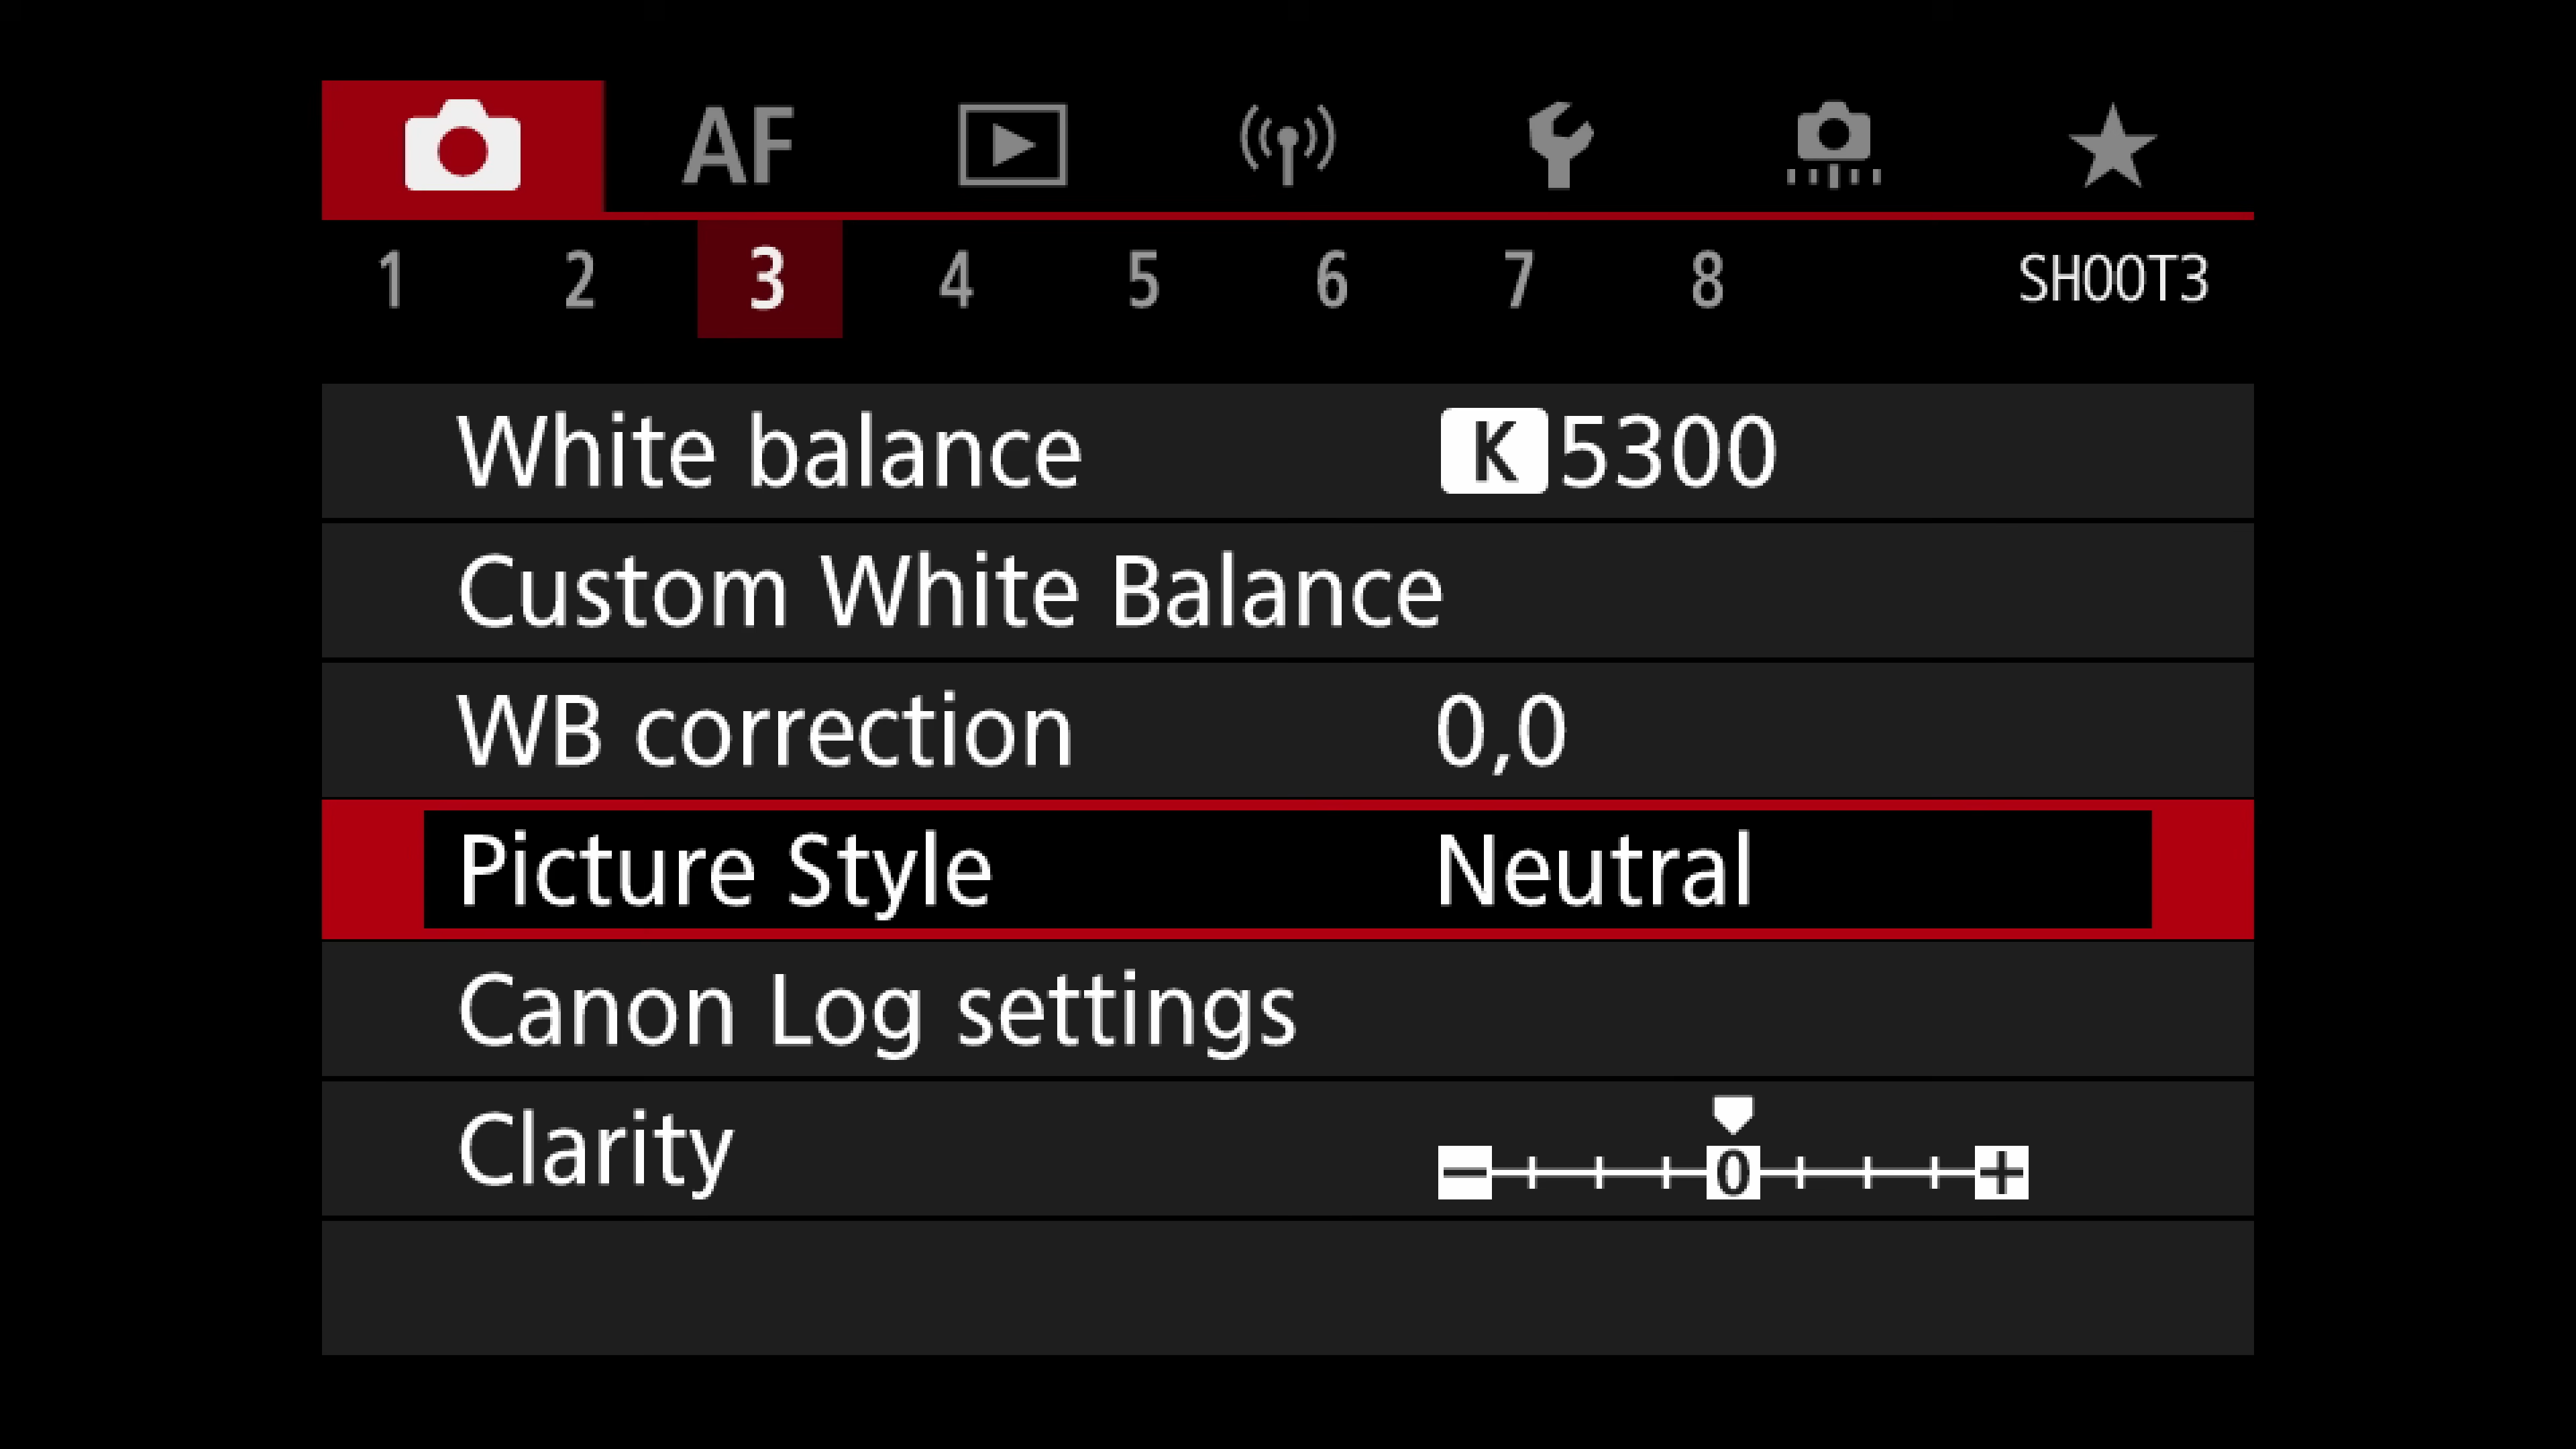 AF
1 2 3 4 5 6 7 8 SHOOT3
White balance K 5300
Custom White Balance
WB correction 0,0
Picture Style Neutral
Canon Log settings
Clarity − 0 +